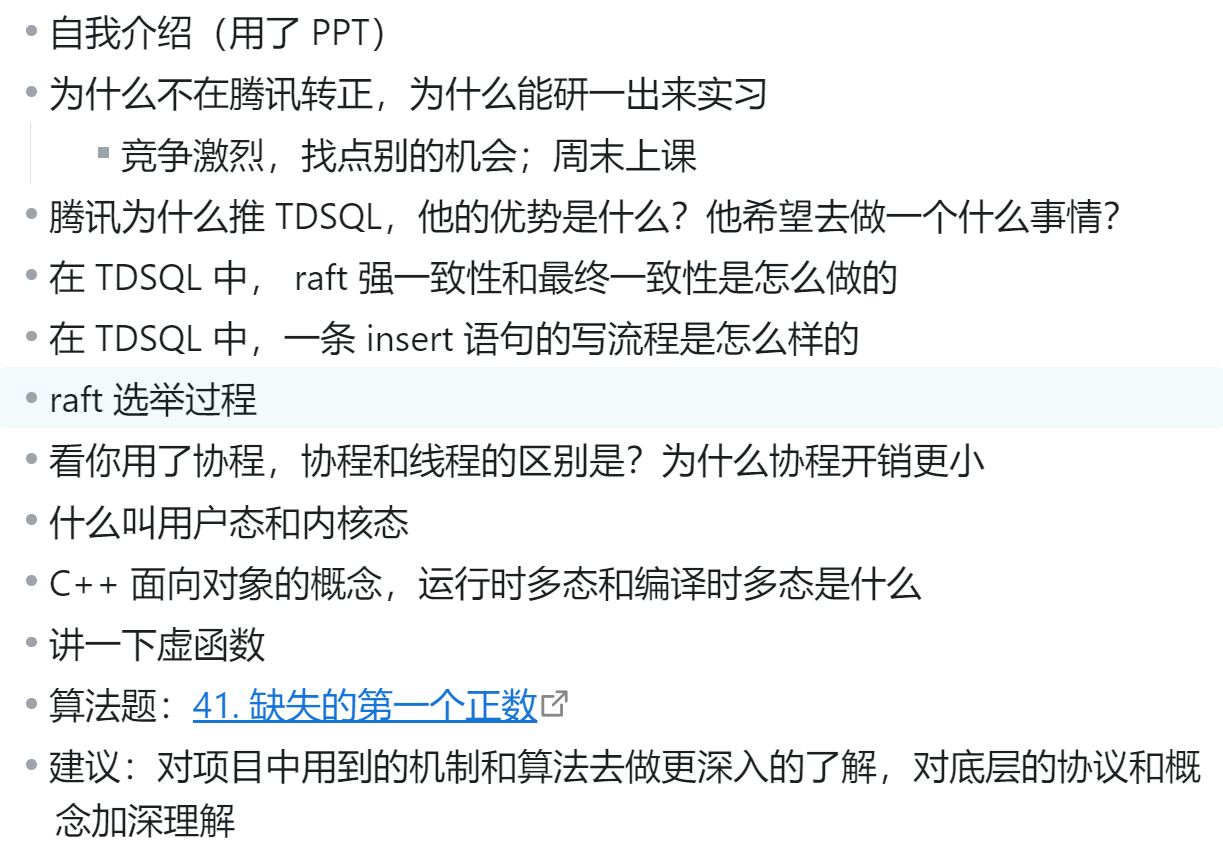 自我介绍（用了 PPT）
为什么不在腾讯转正，为什么能研一出来实习
竞争激烈，找点别的机会；周末上课
腾讯为什么推 TDSQL，他的优势是什么？他希望去做一个什么事情？
在 TDSQL 中， raft 强一致性和最终一致性是怎么做的
在 TDSQL 中，一条 insert 语句的写流程是怎么样的
raft 选举过程
看你用了协程，协程和线程的区别是？为什么协程开销更小
什么叫用户态和内核态
C++ 面向对象的概念，运行时多态和编译时多态是什么
讲一下虚函数
算法题：41. 缺失的第一个正数
建议：对项目中用到的机制和算法去做更深入的了解，对底层的协议和概
念加深理解